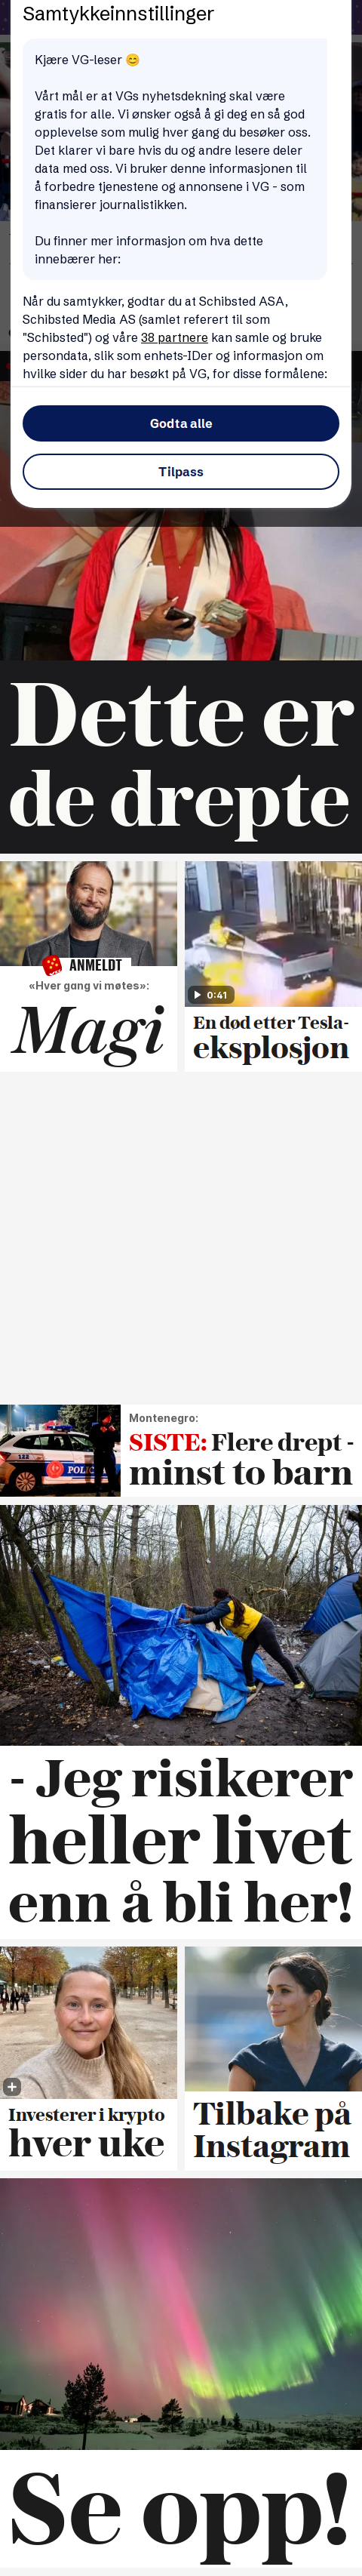 Samtykkeinnstillinger
Kjære VG-leser 😊
Vårt mål er at VGs nyhetsdekning skal være
gratis for alle. Vi ønsker også å gi deg en så god
opplevelse som mulig hver gang du besøker oss.
Det klarer vi bare hvis du og andre lesere deler
data med oss. Vi bruker denne informasjonen til
å forbedre tjenestene og annonsene i VG - som
finansierer journalistikken.
Du finner mer informasjon om hva dette
innebærer her:
Når du samtykker, godtar du at Schibsted ASA,
Schibsted Media AS (samlet referert til som
"Schibsted") og våre 38 partnere kan samle og bruke
persondata, slik som enhets-IDer og informasjon om
hvilke sider du har besøkt på VG, for disse formålene:
Godta alle
Tilpass
Dette er
de drepte
ANMELDT
«Hver gang vi møtes»:
Magi
0:41
En død etter Tesla-
eksplosjon
122
POLIC
Montenegro:
SISTE: Flere drept -
minst to barn
- Jeg risikerer
heller livet
enn å bli her!
Investerer i krypto
hver uke
Tilbake på
Instagram
Se opp!